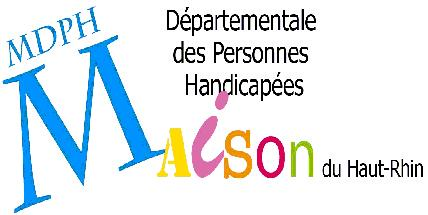 MDPH
Maison
Départementale
des Personnes
Handicapées
du Haut-Rhin